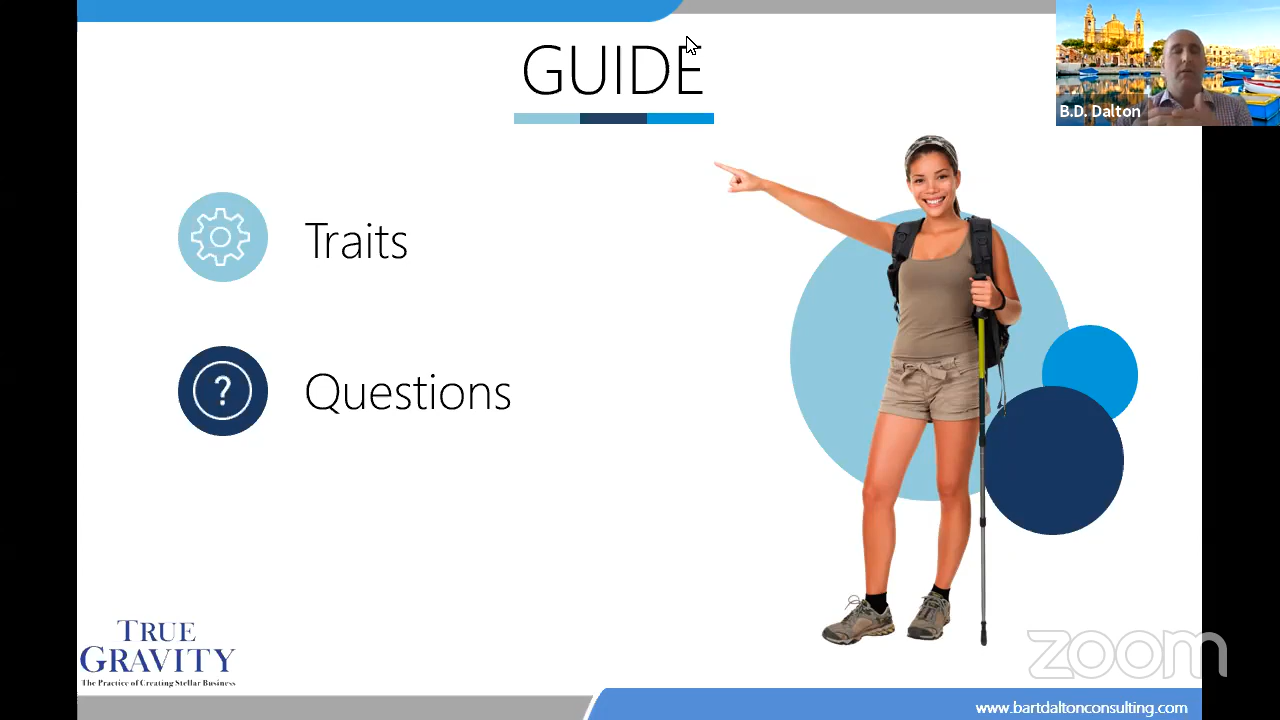 GUIDE
B.D. Dalton
Traits
?
Questions
TRUE
GRAVITY
The Practice of Creating Stellar Business
zoom
www.bartdaltonconsulting.com